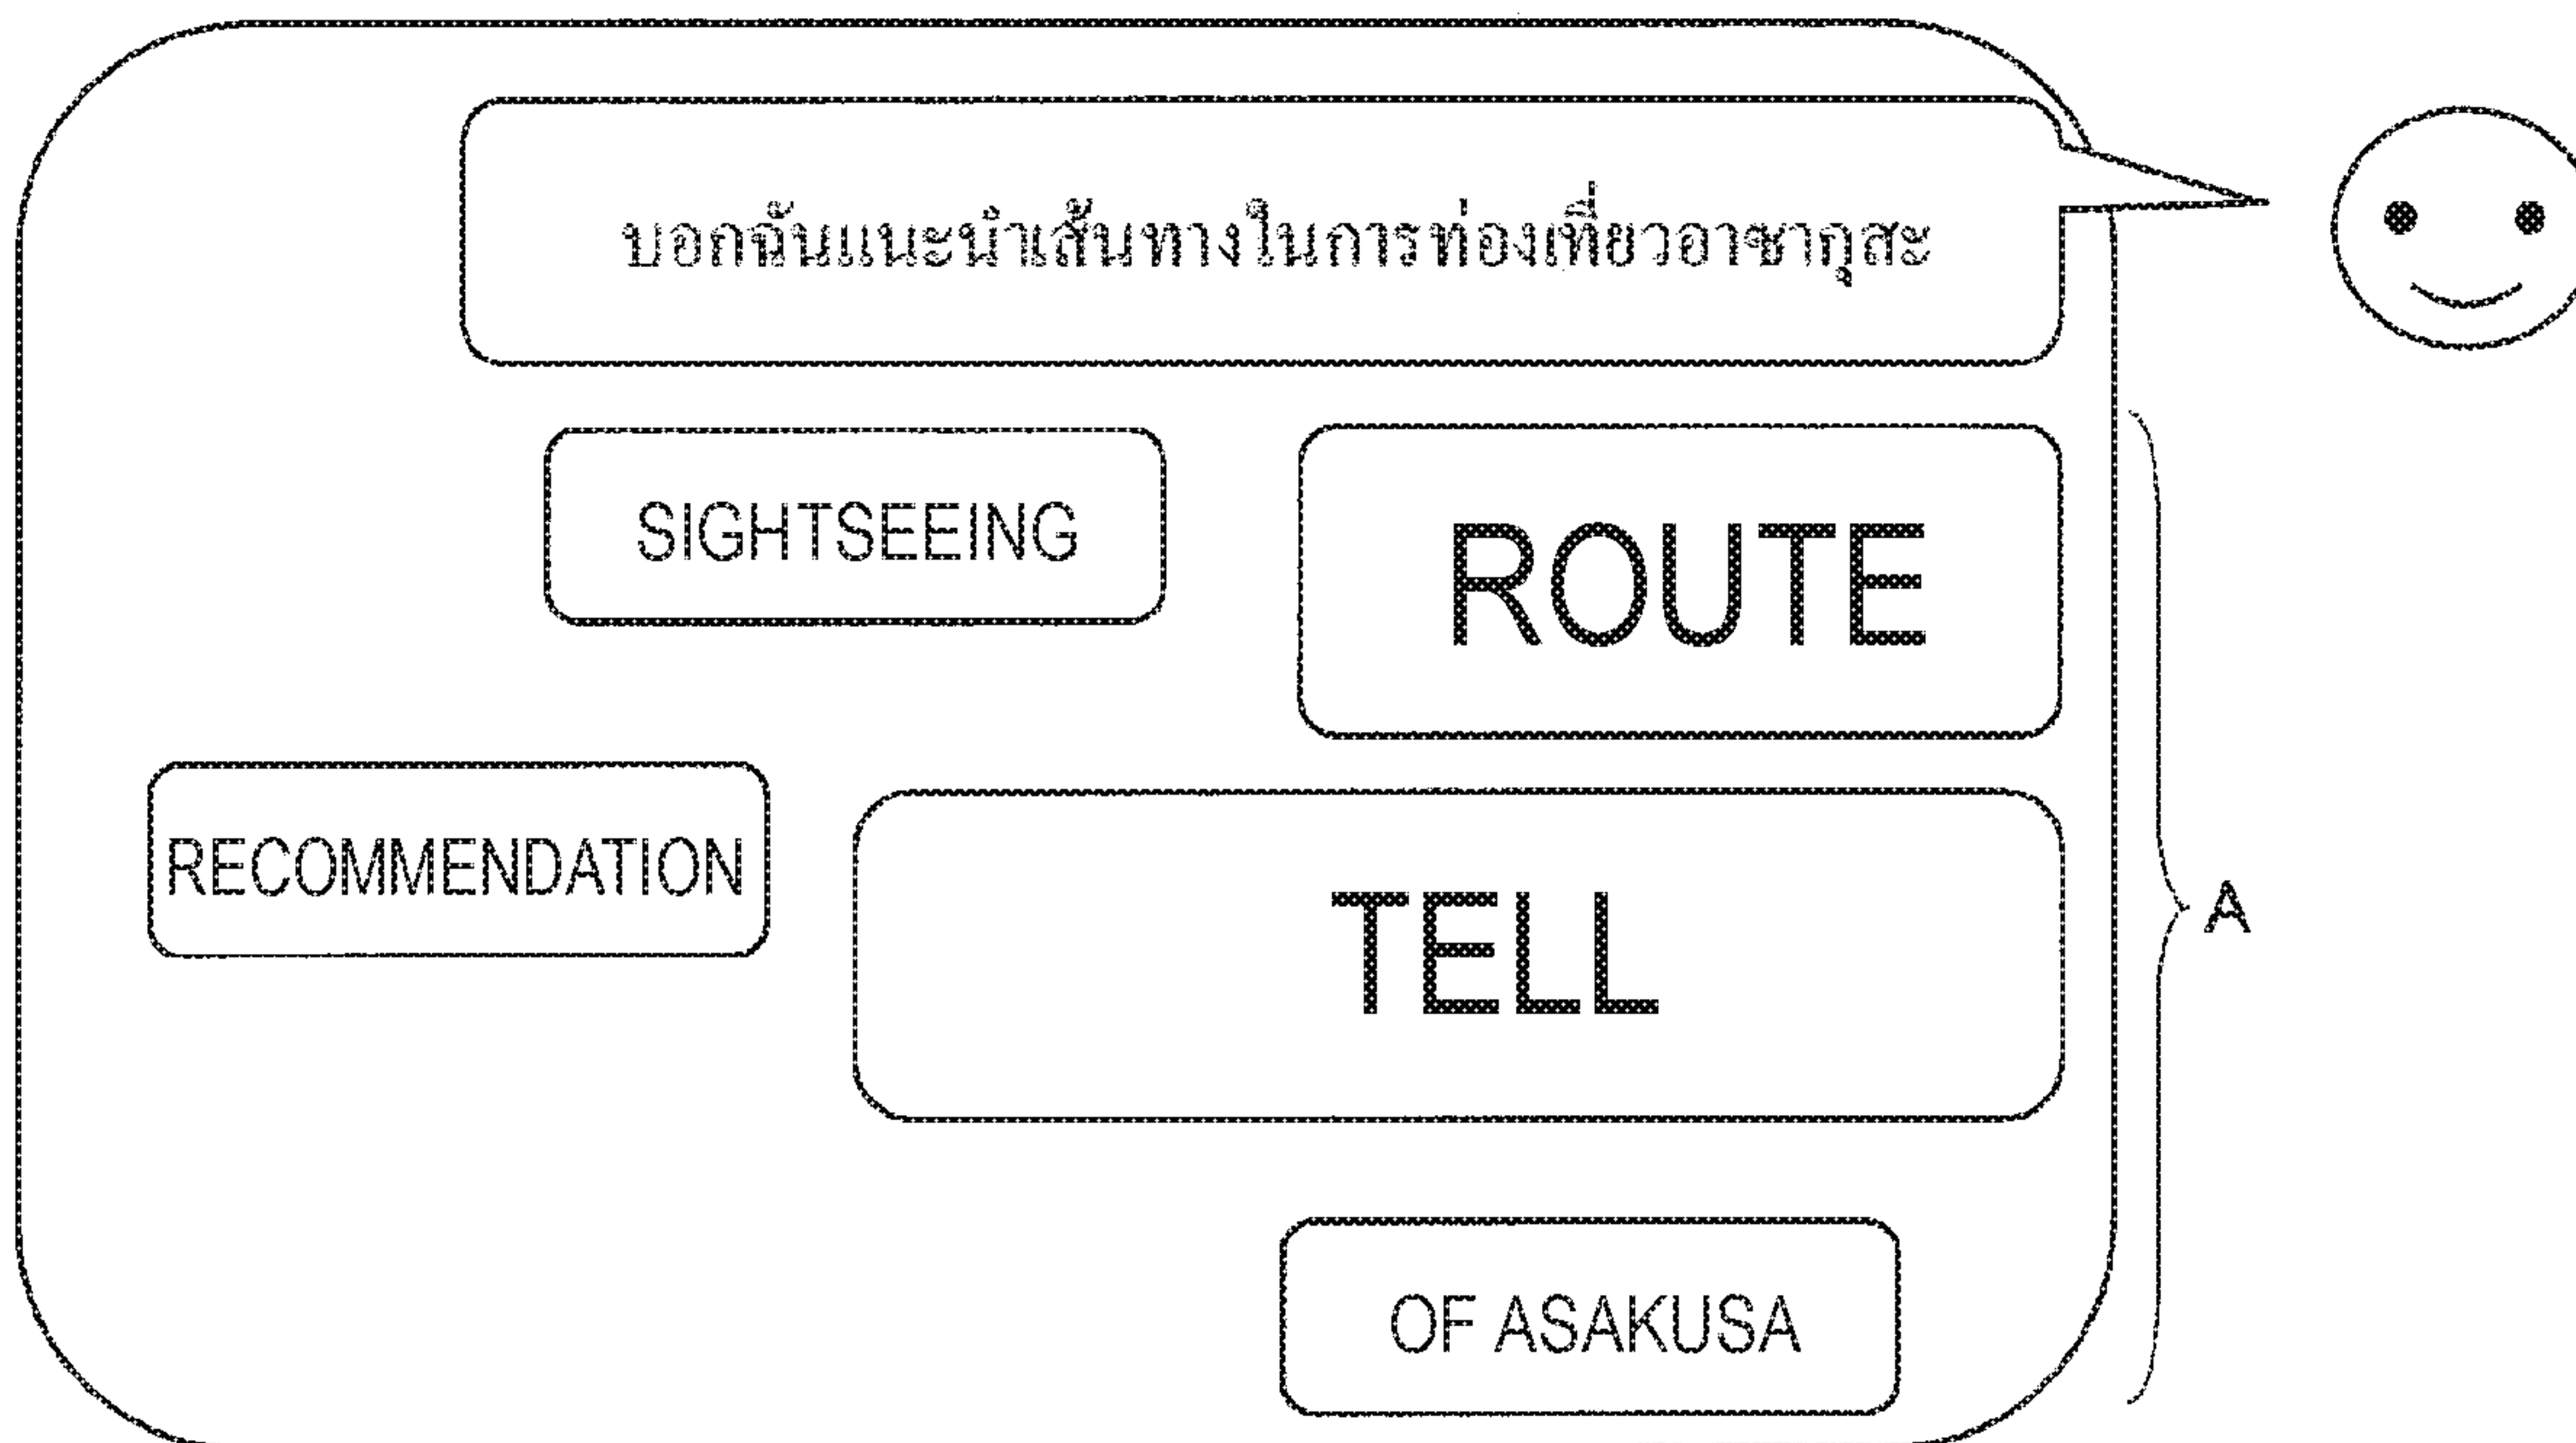 บอกฉันแนะนำเส้นทางในการท่องเที่ยวอาซากุสะ
SIGHTSEEING
ROUTE
RECOMMENDATION
TELL
A
OF ASAKUSA